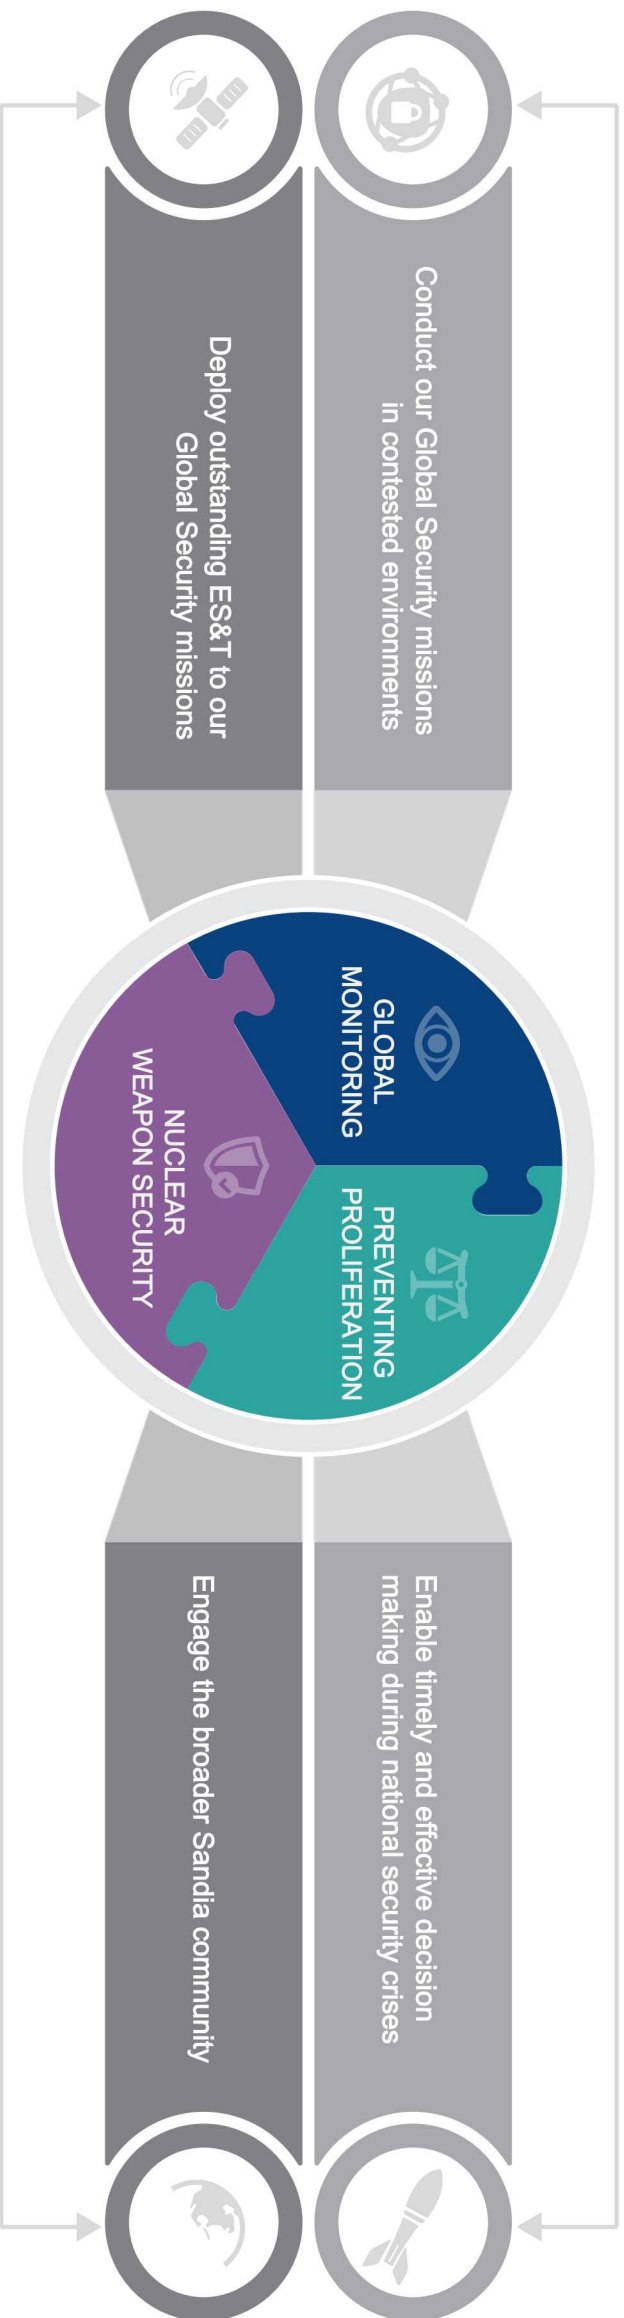 Conduct our Global Security missions
in contested environments
Deploy outstanding ES&T to our
Global Security missions
GLOBAL
MONITORING
PREVENTING
PROLIFERATION
NUCLEAR
WEAPON SECURITY
Enable timely and effective decision
making during national security crises
Engage the broader Sandia community